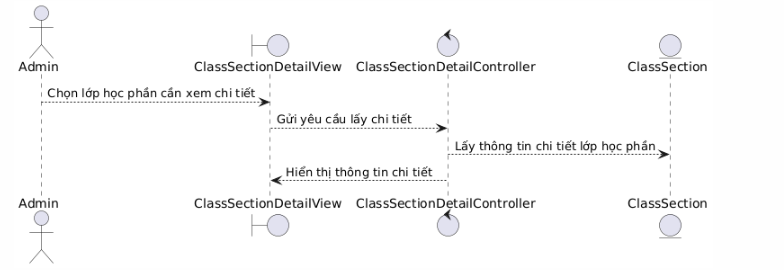 Admin
ClassSectionDetailView
ClassSectionDetailController
ClassSection
Chọn lớp học phần cần xem chi tiết
Gửi yêu cầu lấy chi tiết
Lấy thông tin chi tiết lớp học phần
Hiển thị thông tin chi tiết
Admin
ClassSectionDetailView
ClassSectionDetailController
ClassSection